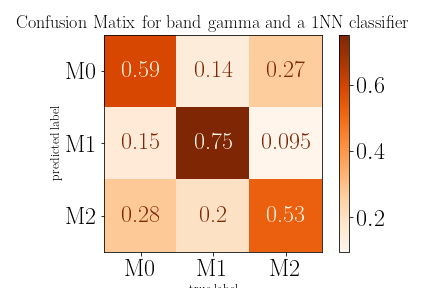 Confusion Matix for band gamma and a 1NN classifier
M0 0.59 0.14 0.27
M1 0.15 0.75 0.095
M2 0.28 0.2 0.53
M0 M1 M2
predicted label
true label
0.6
0.4
0.2